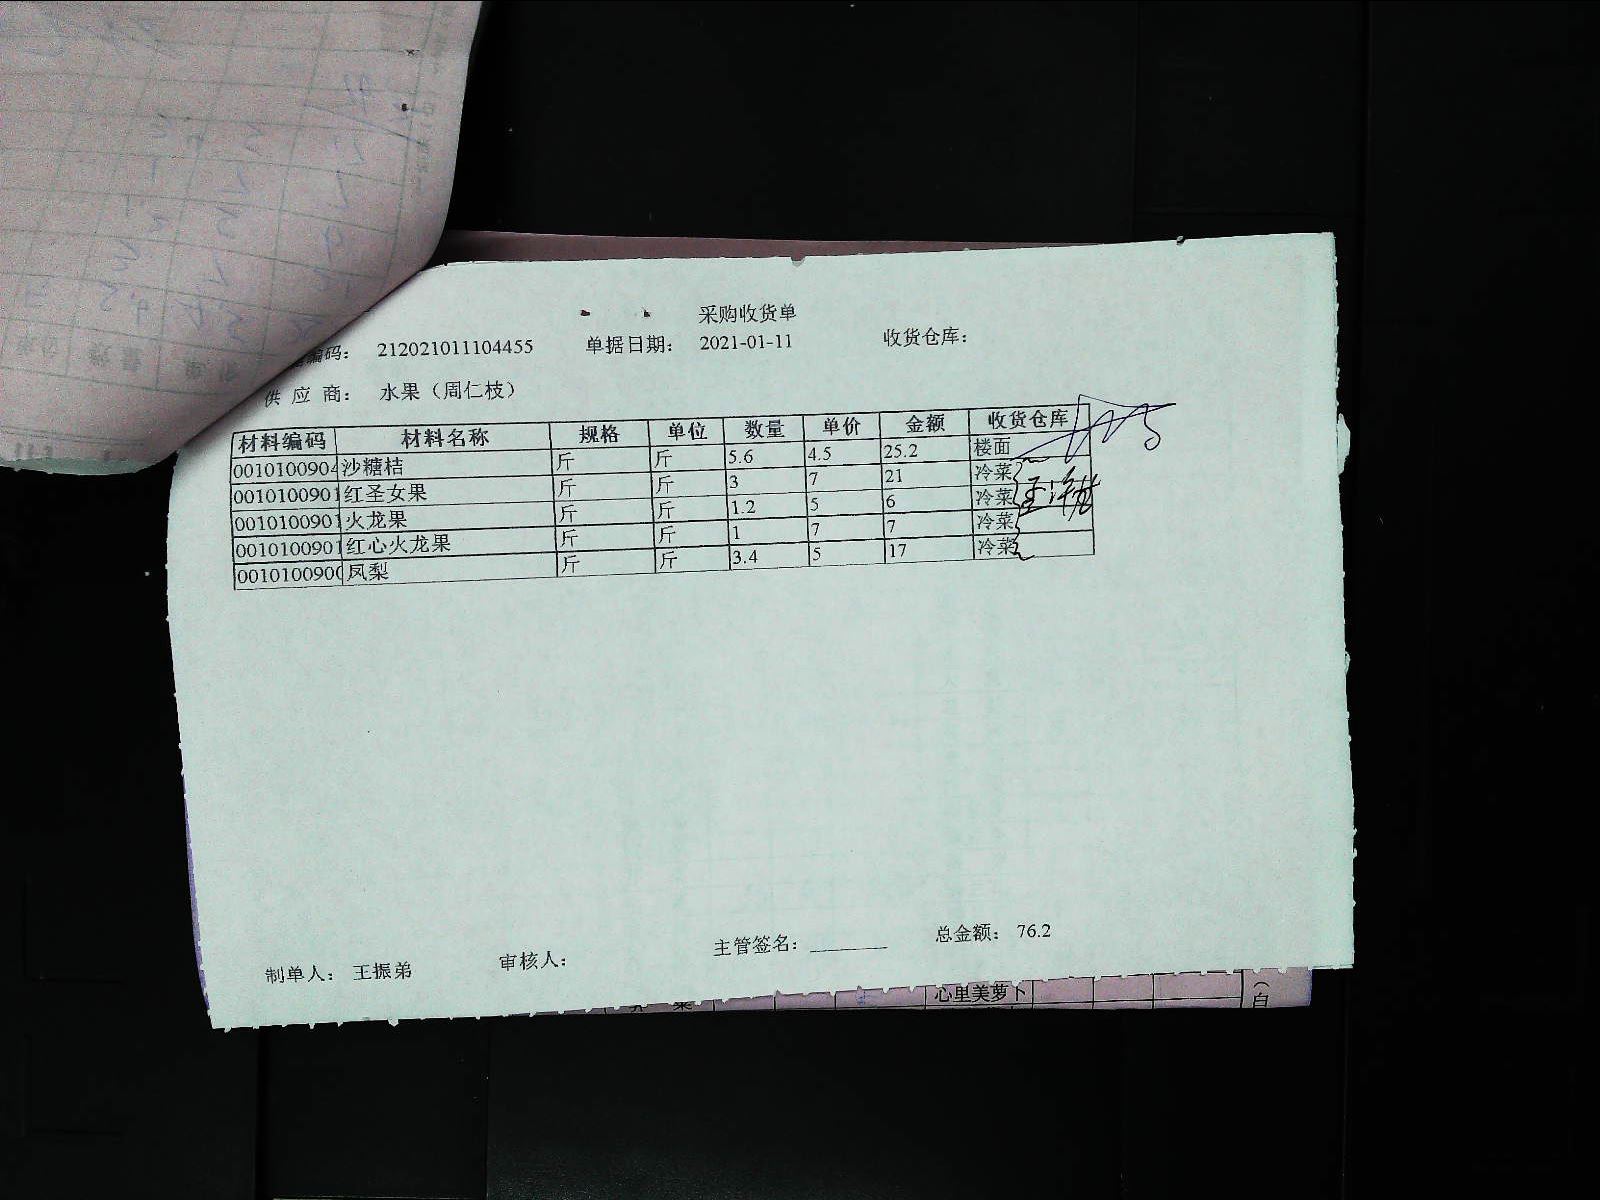 采购收货单
编码: 212021011104455 单据日期: 2021-01-11 收货仓库:
供 应 商: 水果（周仁枝）
材料编码 材料名称 规格 单位 数量 单价 金额 收货仓库
0010100904 沙糖桔 斤 斤 5.6 4.5 25.2 楼面
0010100901 红圣女果 斤 斤 3 7 21 冷菜
0010100901 火龙果 斤 斤 1.2 5 6 冷菜
0010100901 红心火龙果 斤 斤 1 7 7 冷菜
0010100900 凤梨 斤 斤 3.4 5 17 冷菜
制单人: 王振弟 审核人: 主管签名: 总金额: 76.2
心里美萝卜